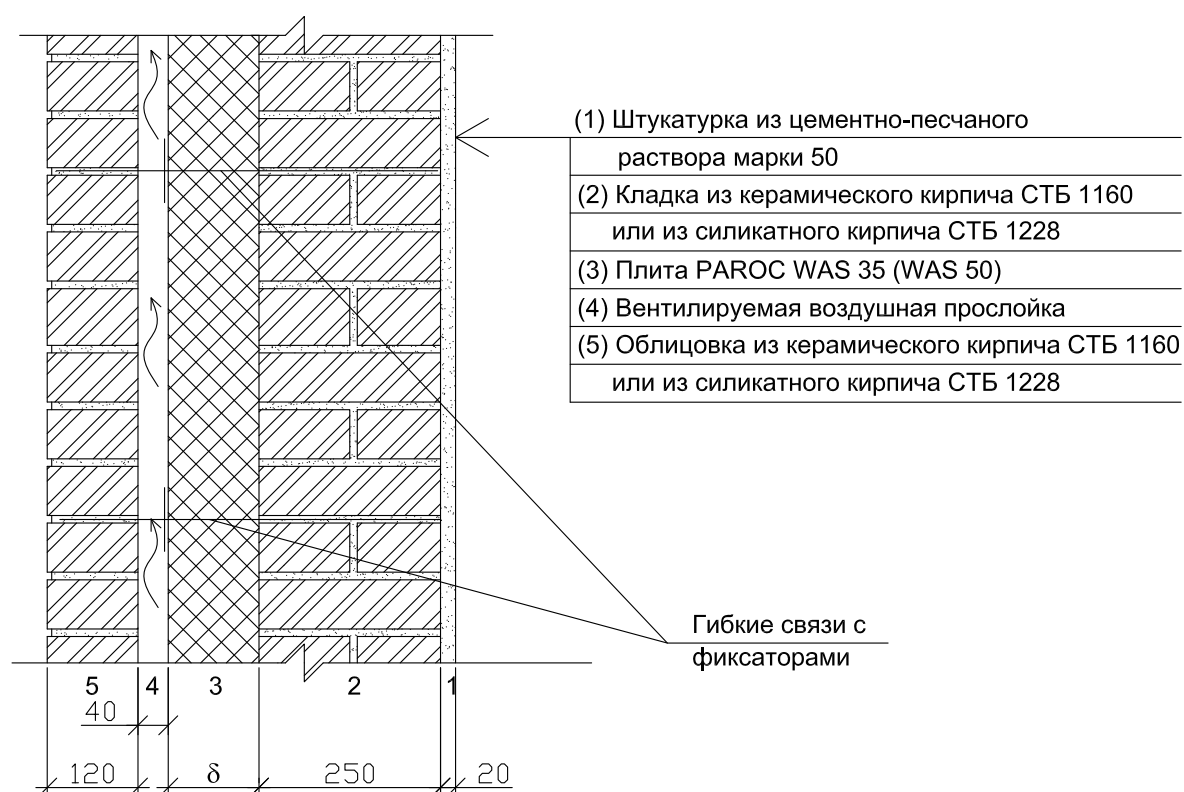 (1) Штукатурка из цементно-песчаного
раствора марки 50
(2) Кладка из керамического кирпича СТБ 1160
или из силикатного кирпича СТБ 1228
(3) Плита PAROC WAS 35 (WAS 50)
(4) Вентилируемая воздушная прослойка
(5) Облицовка из керамического кирпича СТБ 1160
или из силикатного кирпича СТБ 1228
Гибкие связи с
фиксаторами
5 4 3 2 1
40
120 δ 250 20